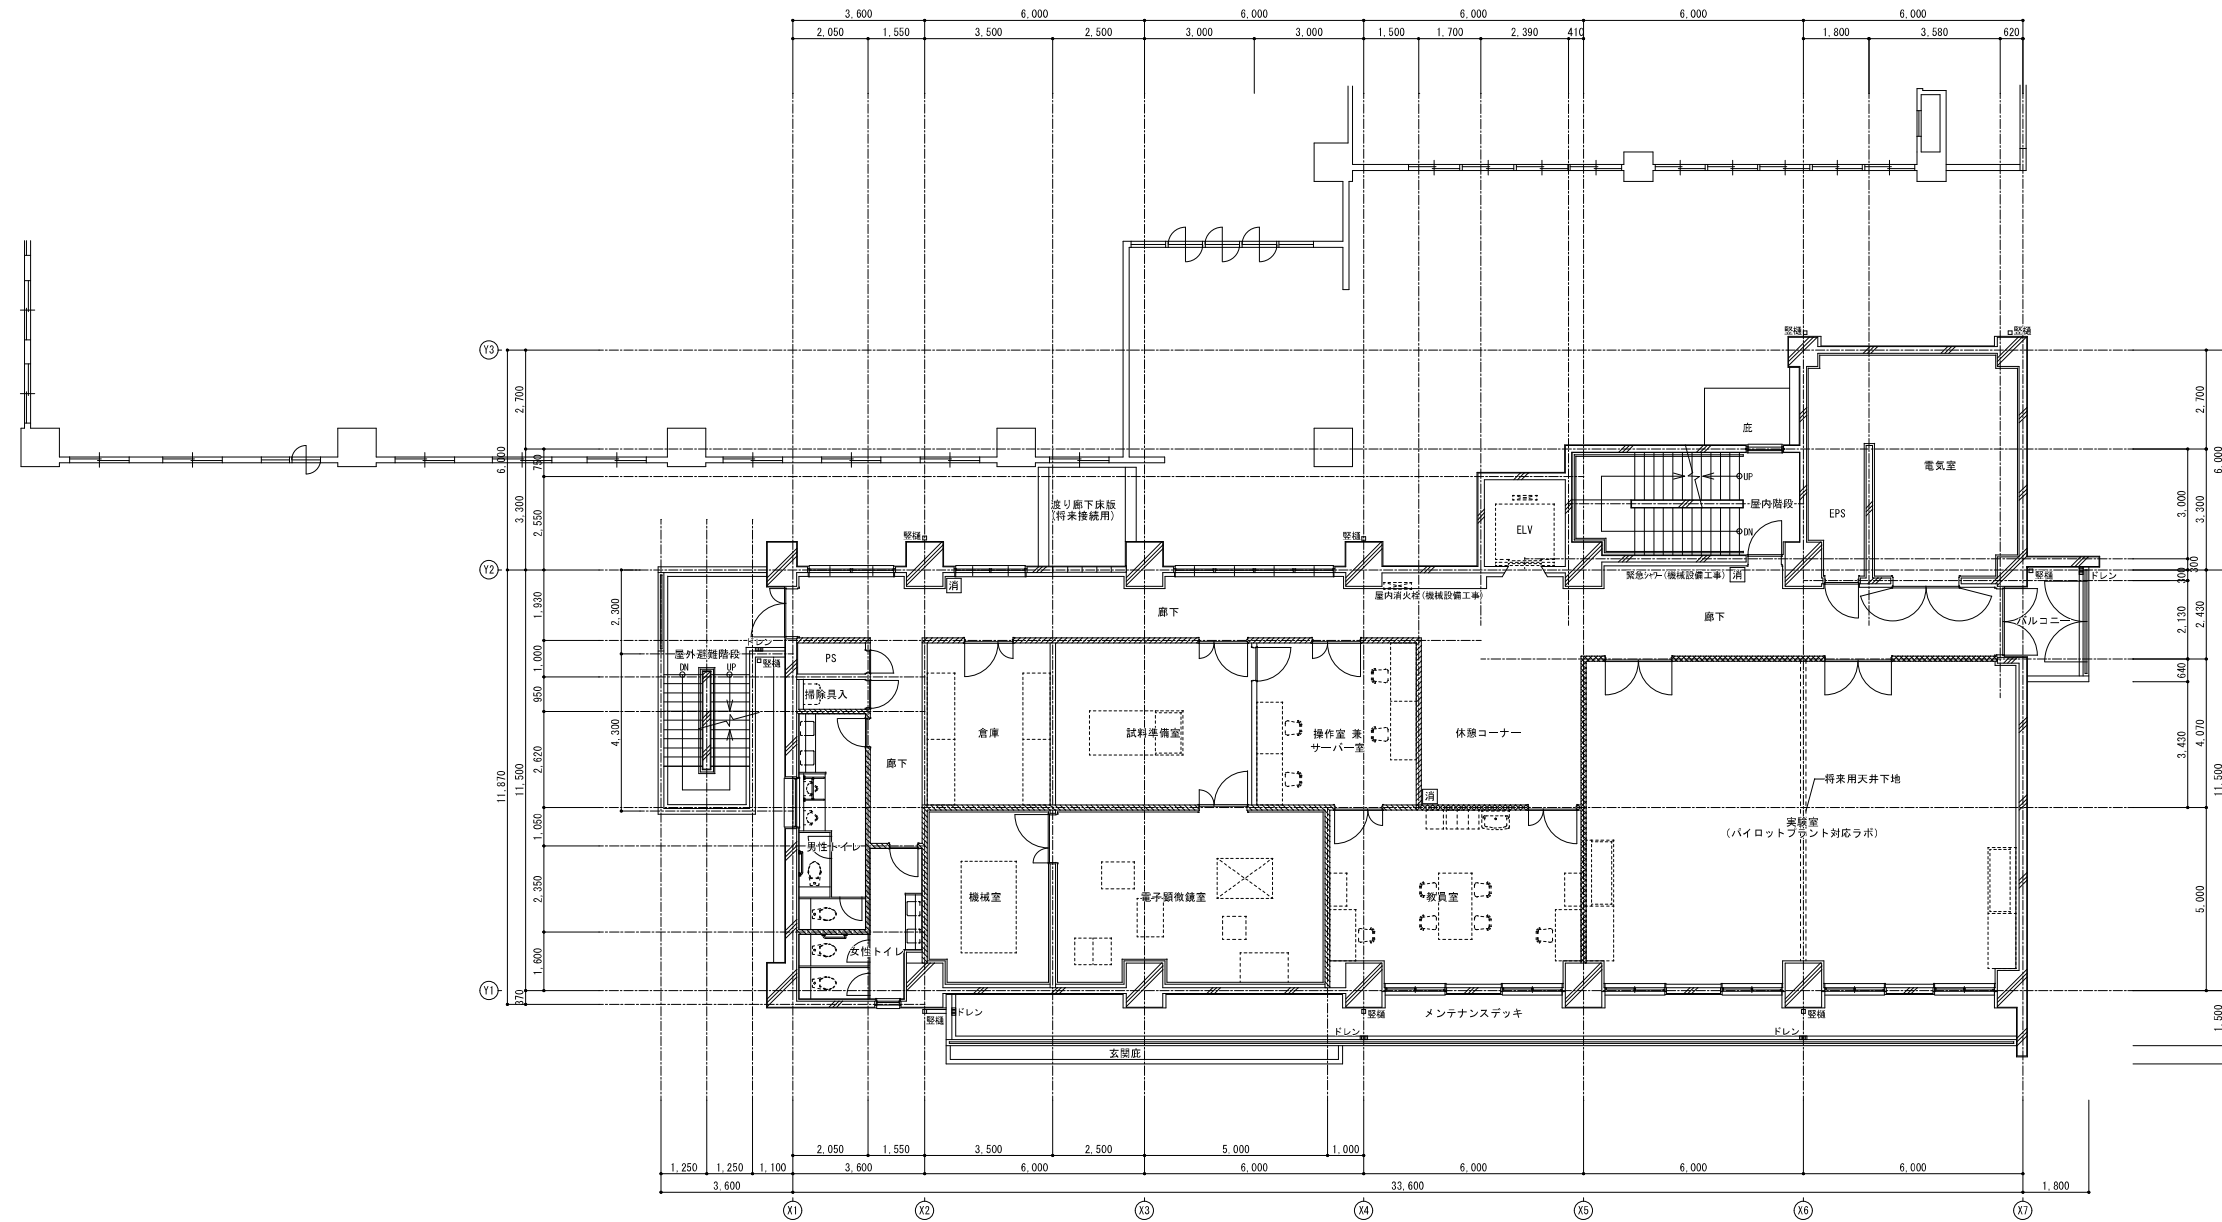 3,600
6,000
6,000
6,000
6,000
6,000
2,050
1,550
3,500
2,500
3,000
3,000
1,500
1,700
2,390
410
1,800
3,580
620
竪樋
竪樋
Y3
2,700
2,700
庇
6,000
750
6,000
電気室
UP
3,300
2,550
渡り廊下床版
(将来接続用)
屋内階段
3,000
3,300
EPS
竪樋
竪樋
ELV
DN
Y2
緊急シャワー(機械設備工事)
消
竪樋
ドレン
300
300
消
屋内消火栓(機械設備工事)
2,300
1,930
廊下
廊下
バルコニー
2,130
2,430
ドレン
屋外避難階段
竪樋
DN
UP
PS
1,000
640
掃除具入
950
4,300
倉庫
試料準備室
操作室 兼
サーバー室
休憩コーナー
3,430
4,070
2,620
廊下
将来用天井下地
11,870
11,500
11,500
消
実験室
(パイロットプラント対応ラボ)
1,050
男性トイレ
2,350
機械室
電子顕微鏡室
教員室
5,000
女性トイレ
1,600
Y1
370
竪樋
ドレン
竪樋
メンテナンスデッキ
竪樋
1,500
ドレン
ドレン
玄関庇
2,050
1,550
3,500
2,500
5,000
1,000
1,250
1,250
1,100
3,600
6,000
6,000
6,000
6,000
6,000
3,600
33,600
1,800
X1
X2
X3
X4
X5
X6
X7